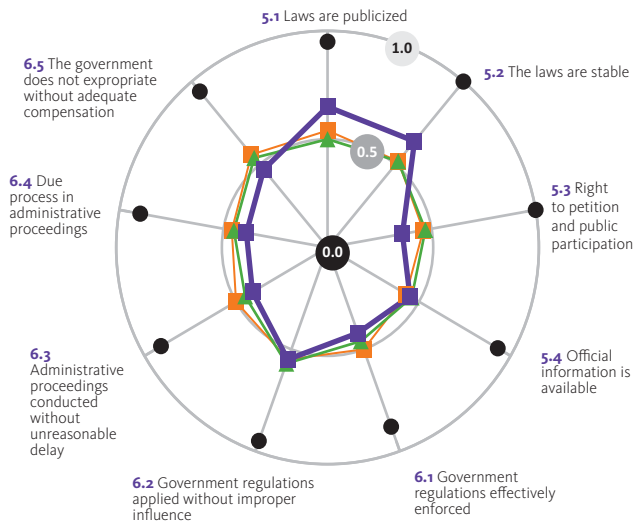 5.1 Laws are publicized
1.0
5.2 The laws are stable
0.5
5.3 Right
to petition
and public
participation
0.0
5.4 Official
information is
available
6.1 Government
regulations effectively
enforced
6.2 Government regulations
applied without improper
influence
6.3
Administrative
proceedings
conducted
without
unreasonable
delay
6.4 Due
process in
administrative
proceedings
6.5 The government
does not expropriate
without adequate
compensation